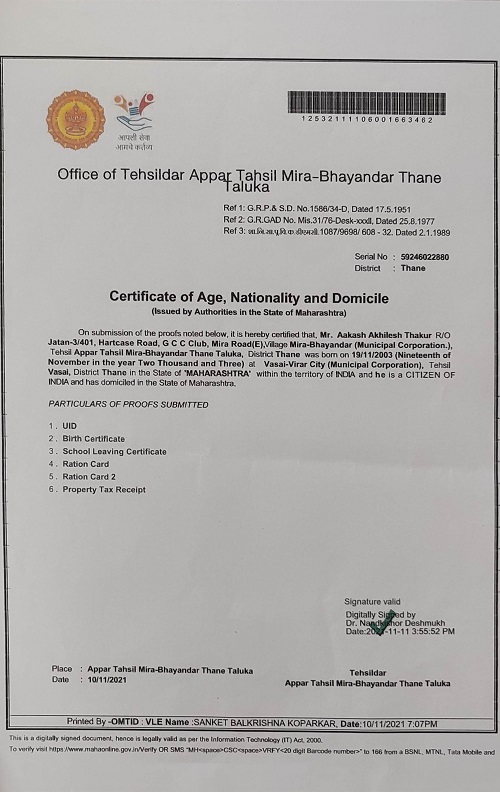 12532111106001663462
आपली सेवा
आमचे कर्तव्य
Office of Tehsildar Appar Tahsil Mira-Bhayandar Thane
Taluka
Ref 1: G.R.P.& S.D. No.1586/34-D, Dated 17.5.1951
Ref 2: G.R.GAD No. Mis.31/76-Desk-xxxII, Dated 25.8.1977
Ref 3: .1087/9698/ 608 - 32. Dated 2.1.1989
Serial No : 59246022880
District : Thane
Certificate of Age, Nationality and Domicile
(Issued by Authorities in the State of Maharashtra)
On submission of the proofs noted below, it is hereby certified that, Mr. Aakash Akhilesh Thakur R/O
Jatan-3/401, Hartcase Road, G C C Club, Mira Road(E),Village Mira-Bhayandar (Municipal Corporation.),
Tehsil Appar Tahsil Mira-Bhayandar Thane Taluka, District Thane was born on 19/11/2003 (Nineteenth of
November in the year Two Thousand and Three) at Vasai-Virar City (Municipal Corporation), Tehsil
Vasai, District Thane in the State of "MAHARASHTRA" within the territory of INDIA and he is a CITIZEN OF
INDIA and has domiciled in the State of Maharashtra.
PARTICULARS OF PROOFS SUBMITTED
1 . UID
2 . Birth Certificate
3 . School Leaving Certificate
4 . Ration Card
5 . Ration Card 2
6 . Property Tax Receipt
Signature valid
Digitally Signed by
Dr. Nandkishor Deshmukh
Date:2021-11-11 3:55:52 PM
Place : Appar Tahsil Mira-Bhayandar Thane Taluka
Date : 10/11/2021
Tehsildar
Appar Tahsil Mira-Bhayandar Thane Taluka
Printed By -OMTID : VLE Name :SANKET BALKRISHNA KOPARKAR, Date:10/11/2021 7:07PM
This is a digitally signed document, hence is legally valid as per the Information Technology (IT) Act, 2000.
To verify visit https://www.mahaonline.gov.in/Verify OR SMS "MH<space>CSC<space>VRFY<20 digit Barcode number>" to 166 from a BSNL, MTNL, Tata Mobile and